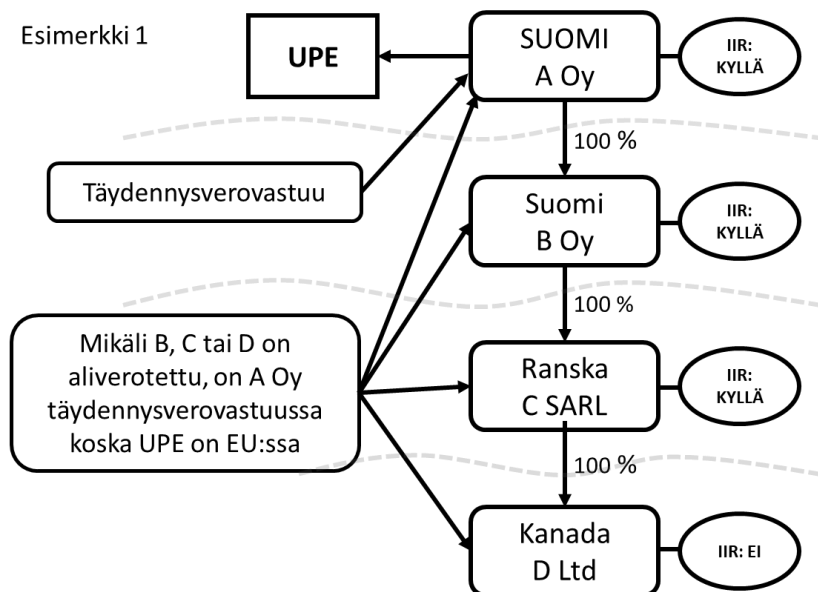 Esimerkki 1
UPE
SUOMI
A Oy
IIR:
KYLLÄ
100 %
Täydennysverovastuu
Suomi
B Oy
IIR:
KYLLÄ
100 %
Mikäli B, C tai D on
aliverotettu, on A Oy
täydennysverovastuussa
koska UPE on EU:ssa
Ranska
C SARL
IIR:
KYLLÄ
100 %
Kanada
D Ltd
IIR: EI